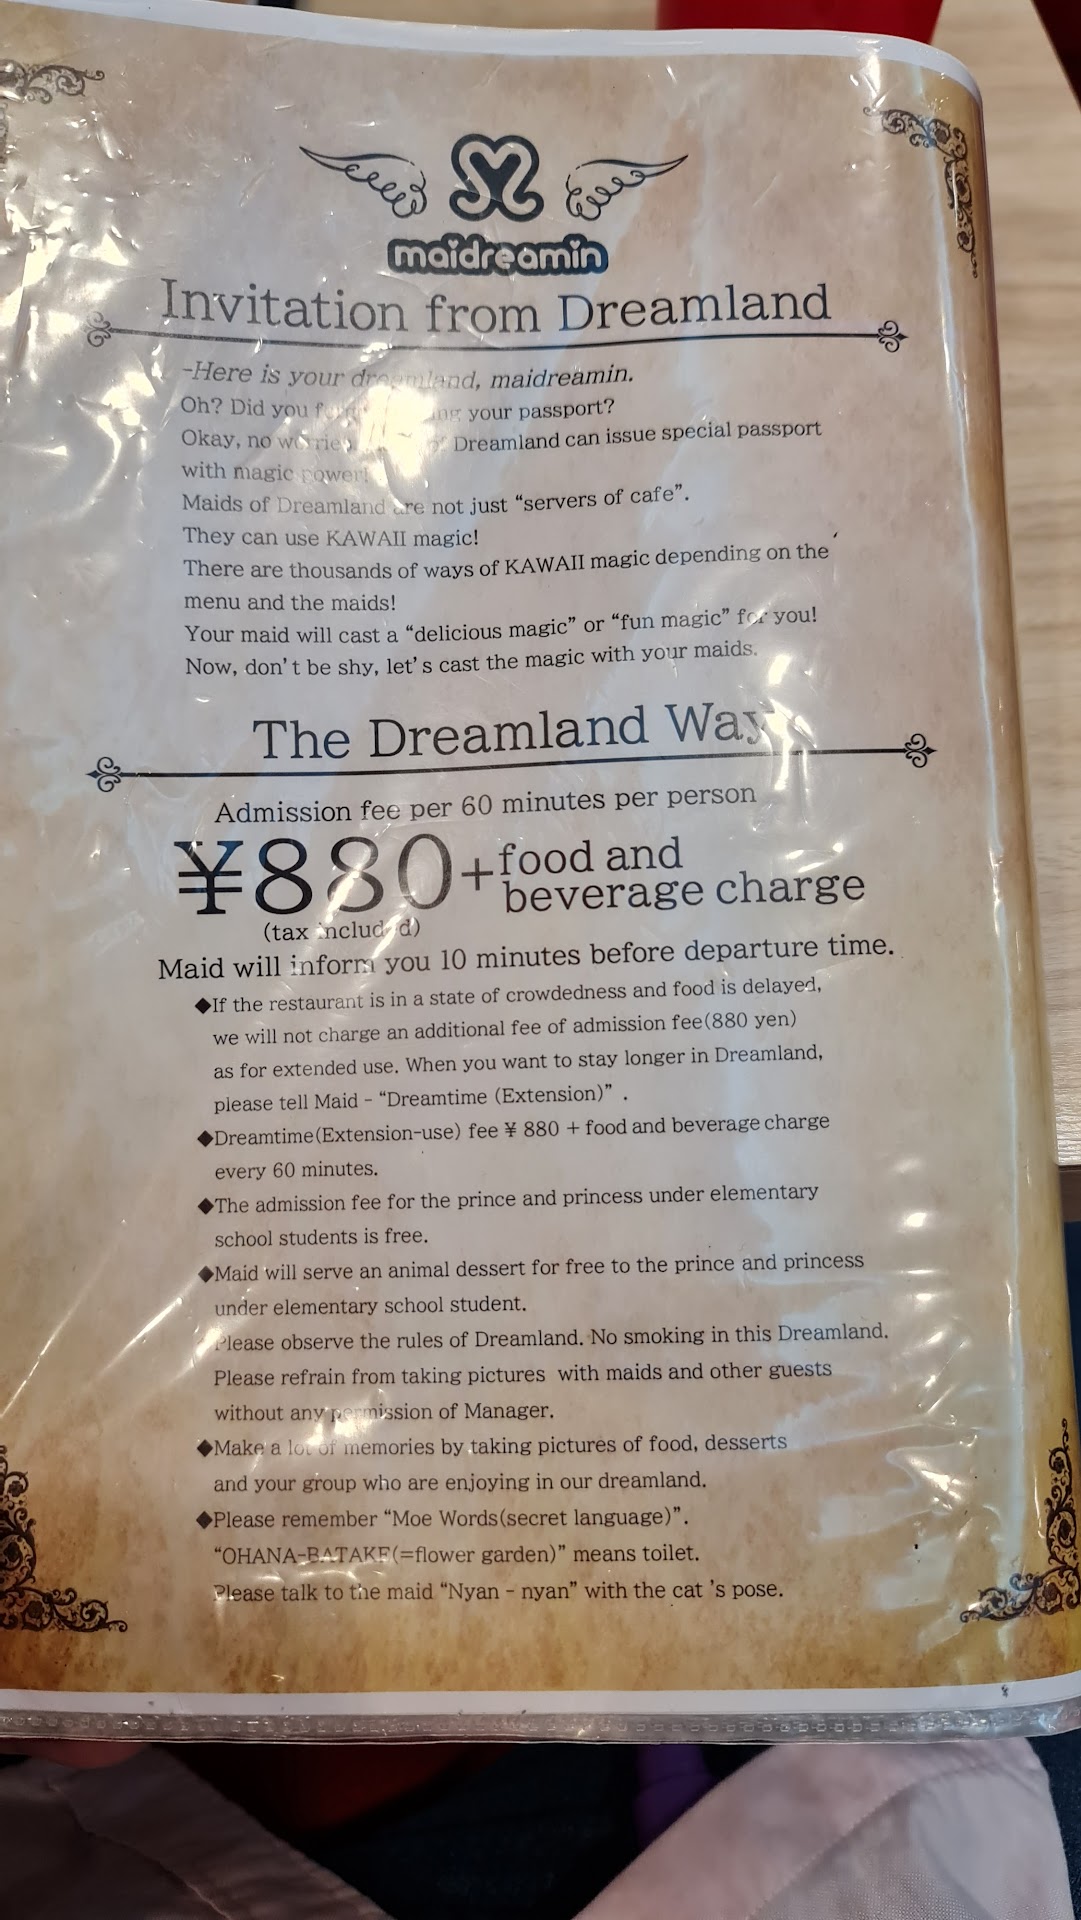 maidreamin
Invitation from Dreamland
-Here is your dreamland, maidreamin.
Oh? Did you your passport?
Okay, no worries, Dreamland can issue special passport
with magic power!
Maids of Dreamland are not just “servers of cafe”.
They can use KAWAII magic!
There are thousands of ways of KAWAII magic depending on the
menu and the maids!
Your maid will cast a “delicious magic” or “fun magic” for you!
Now, don't be shy, let's cast the magic with your maids.
The Dreamland Way
Admission fee per 60 minutes per person
¥880+food and
beverage charge
(tax included)
Maid will inform you 10 minutes before departure time.
◆If the restaurant is in a state of crowdedness and food is delayed,
we will not charge an additional fee of admission fee(880 yen)
as for extended use. When you want to stay longer in Dreamland,
please tell Maid - “Dreamtime (Extension)” .
◆Dreamtime(Extension-use) fee ¥ 880 + food and beverage charge
every 60 minutes.
◆The admission fee for the prince and princess under elementary
school students is free.
◆Maid will serve an animal dessert for free to the prince and princess
under elementary school student.
Please observe the rules of Dreamland. No smoking in this Dreamland.
Please refrain from taking pictures with maids and other guests
without any permission of Manager.
◆Make a lot of memories by taking pictures of food, desserts
and your group who are enjoying in our dreamland.
◆Please remember “Moe Words(secret language)”.
“OHANA-BATAKE(=flower garden)” means toilet.
Please talk to the maid “Nyan - nyan” with the cat 's pose.